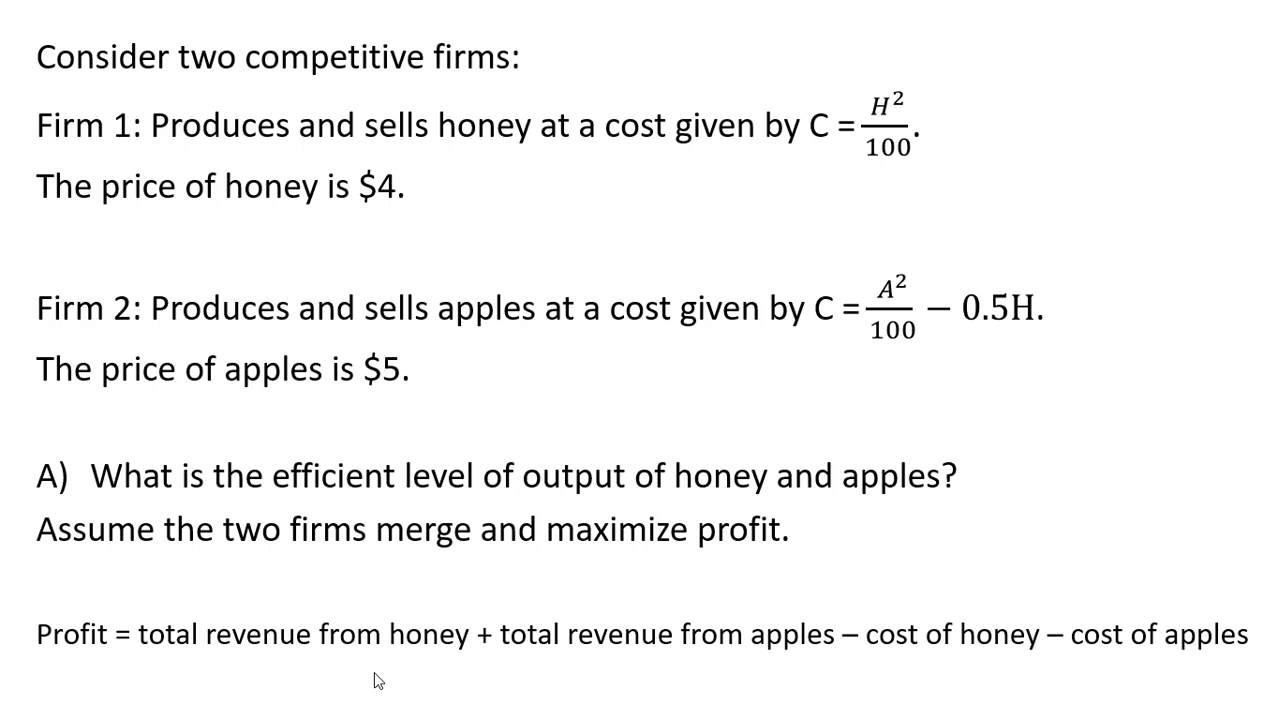 Consider two competitive firms:
Firm 1: Produces and sells honey at a cost given by C = H²/100.
The price of honey is $4.
Firm 2: Produces and sells apples at a cost given by C = A²/100 − 0.5H.
The price of apples is $5.
A) What is the efficient level of output of honey and apples?
Assume the two firms merge and maximize profit.
Profit = total revenue from honey + total revenue from apples – cost of honey – cost of apples